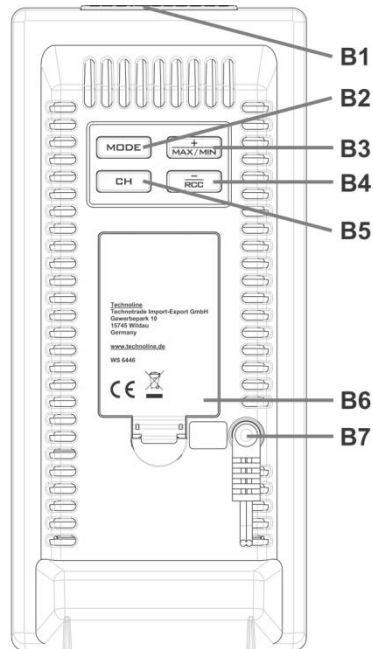 B1
B2
MODE
+
MAX/MIN
B3
CH
−
RCC
B4
B5
Technoline
Technotrade Import-Export GmbH
Gewerbepark 10
15745 Wildau
Germany
www.technoline.de
WS 6446
CE
B6
B7